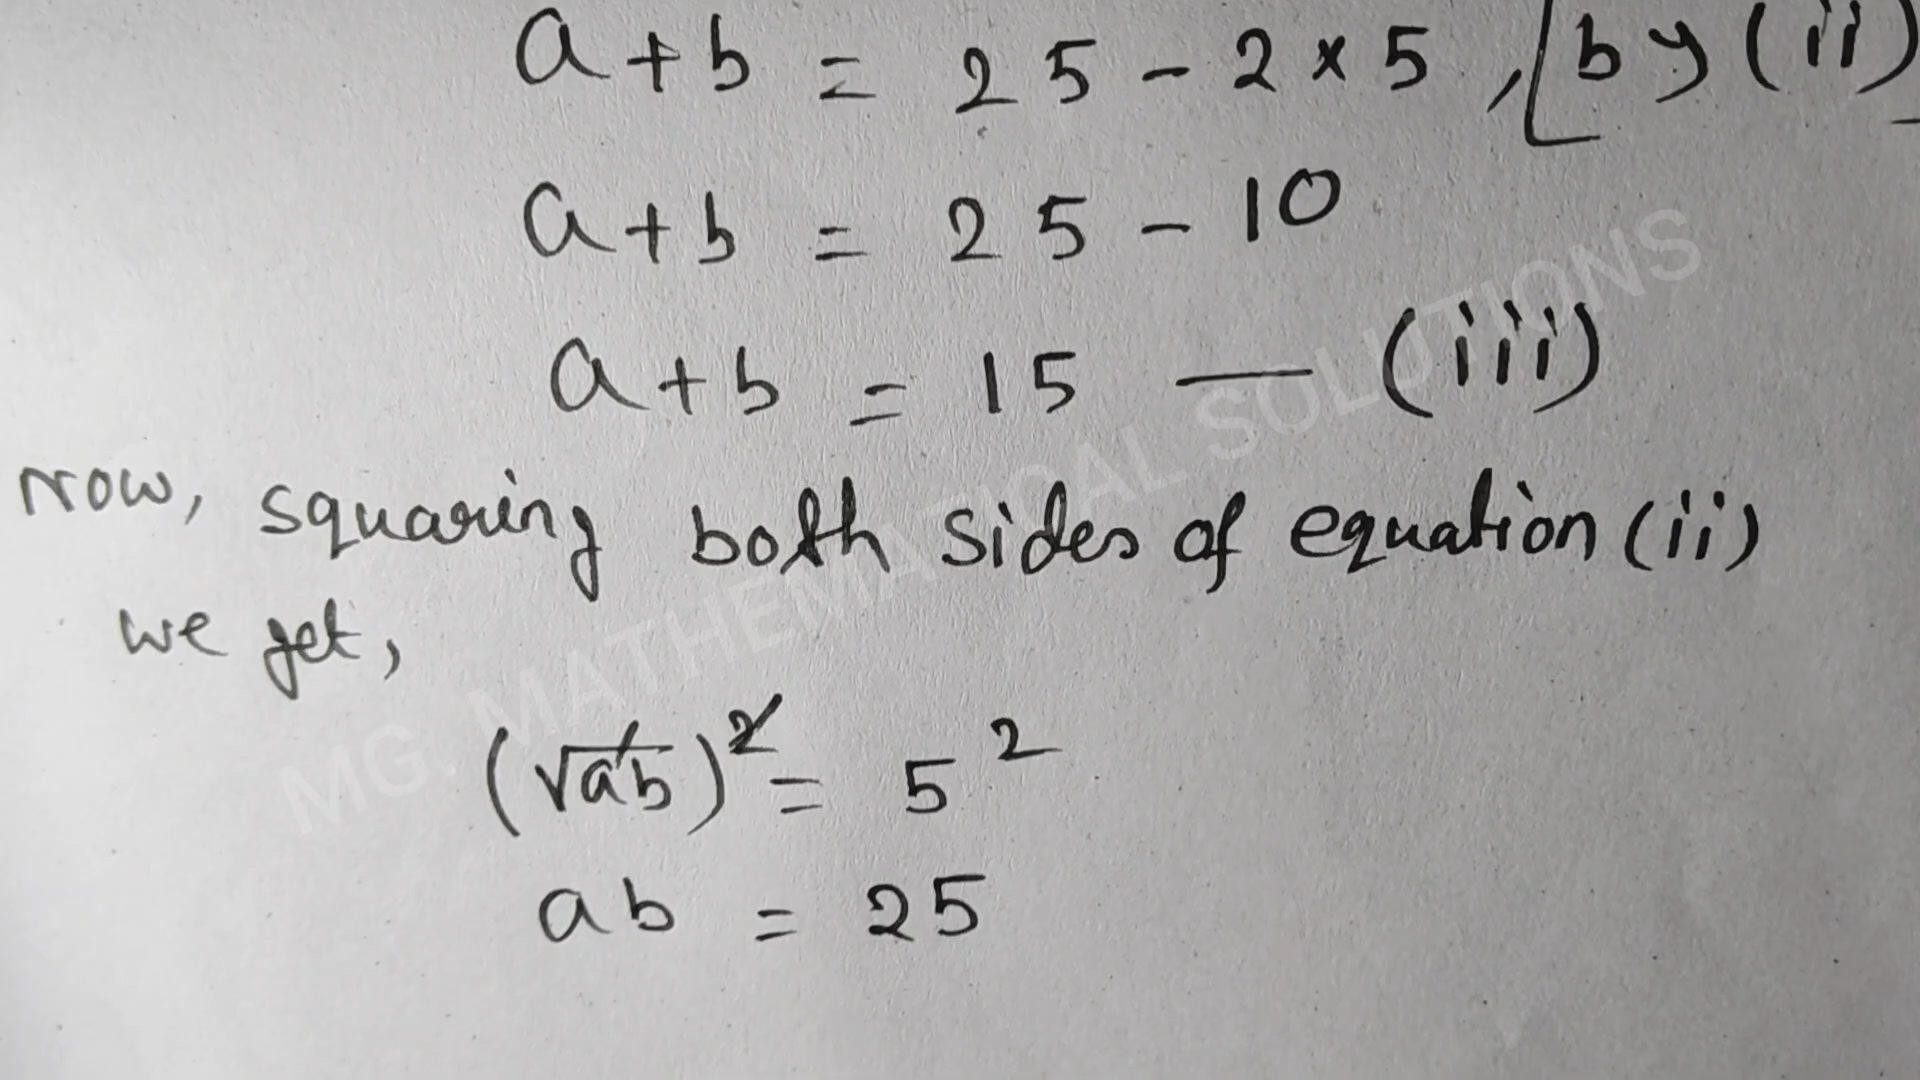 a + b = 25 - 2 × 5, [by (ii)
a + b = 25 - 10
a + b = 15 — (iii)
Now, squaring both sides of equation (ii)
we get,
(√ab)² = 5²
ab = 25
MG. MATHEMATICAL SOLUTIONS